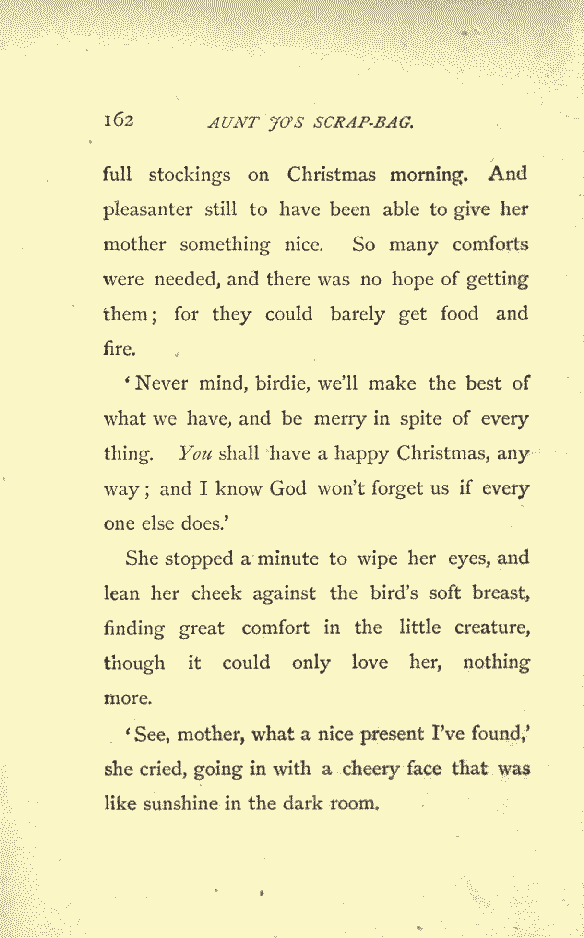 162 AUNT JO'S SCRAP-BAG.
full stockings on Christmas morning. And
pleasanter still to have been able to give her
mother something nice. So many comforts
were needed, and there was no hope of getting
them; for they could barely get food and
fire.
‘Never mind, birdie, we'll make the best of
what we have, and be merry in spite of every
thing. You shall have a happy Christmas, any
way; and I know God won't forget us if every
one else does.’
She stopped a minute to wipe her eyes, and
lean her cheek against the bird's soft breast,
finding great comfort in the little creature,
though it could only love her, nothing
more.
‘See, mother, what a nice present I've found,’
she cried, going in with a cheery face that was
like sunshine in the dark room.